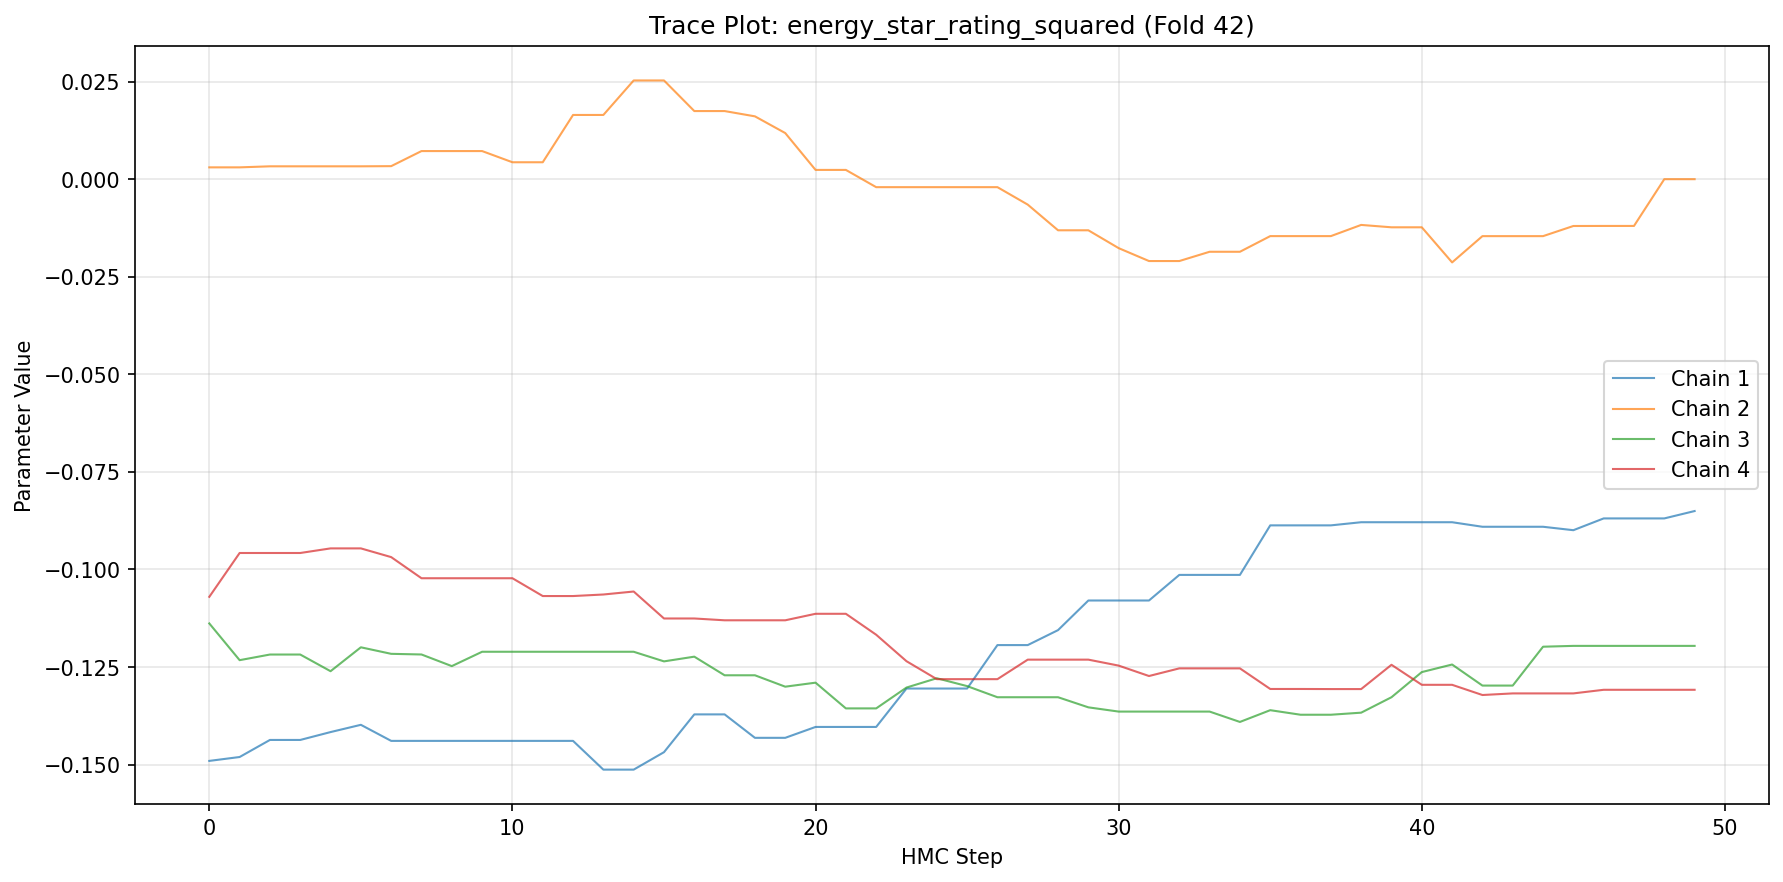 Trace Plot: energy_star_rating_squared (Fold 42)
Parameter Value
0.025
0.000
−0.025
−0.050
−0.075
−0.100
−0.125
−0.150
Chain 1
Chain 2
Chain 3
Chain 4
0 10 20 30 40 50
HMC Step